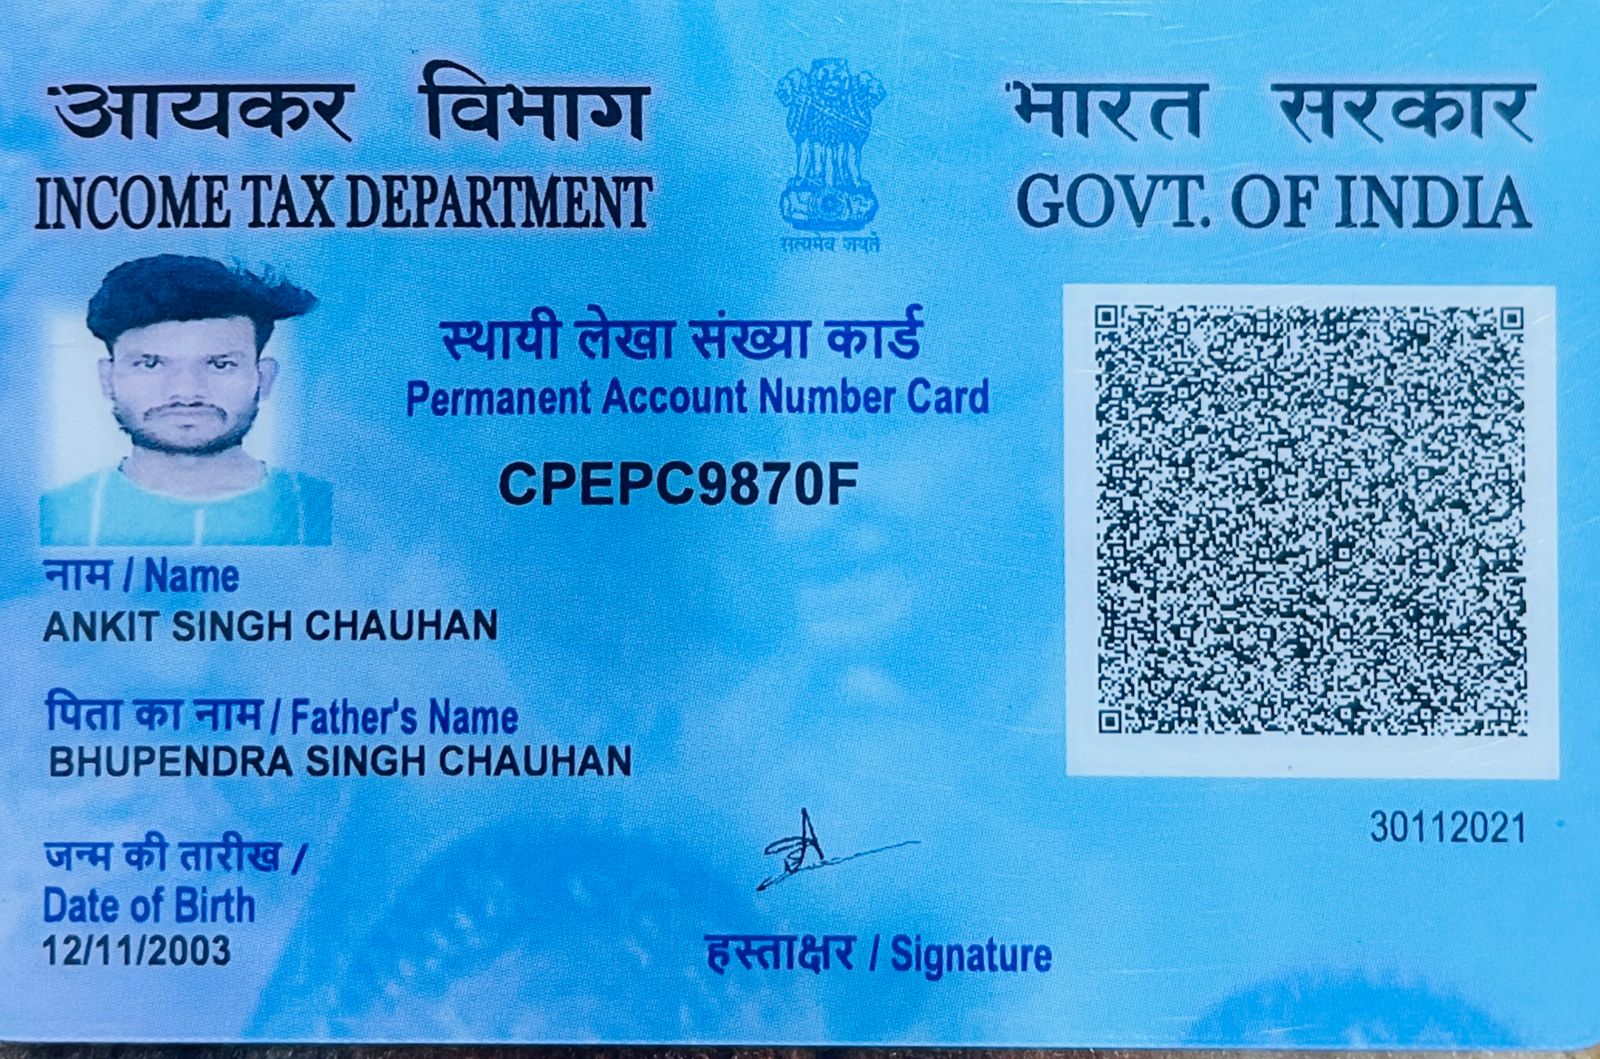 आयकर विभाग
INCOME TAX DEPARTMENT
सत्यमेव जयते
भारत सरकार
GOVT. OF INDIA
स्थायी लेखा संख्या कार्ड
Permanent Account Number Card
CPEPC9870F
नाम / Name
ANKIT SINGH CHAUHAN
पिता का नाम / Father's Name
BHUPENDRA SINGH CHAUHAN
30112021
जन्म की तारीख /
Date of Birth
12/11/2003
हस्ताक्षर / Signature